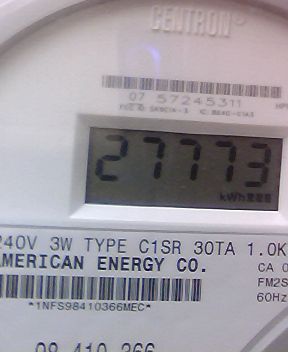 CENTRON®
07 57245311
27773
kWh
240V 3W TYPE C1SR 30TA 1.0K
AMERICAN ENERGY CO.
CA 0
FM2S
60Hz
*1NFS98410366MEC*
98 410 366